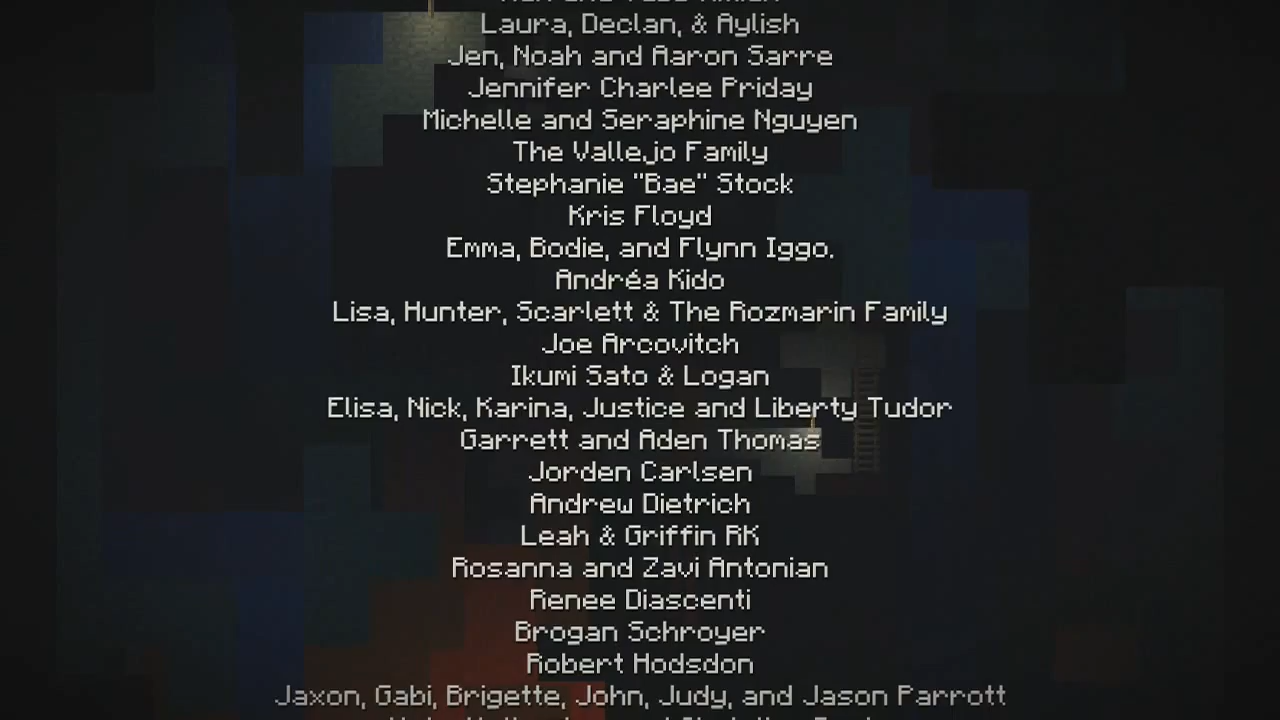 Laura, Declan, & Aylish
Jen, Noah and Aaron Sarre
Jennifer Charlee Friday
Michelle and Seraphine Nguyen
The Vallejo Family
Stephanie "Bae" Stock
Kris Floyd
Emma, Bodie, and Flynn Iggo.
Andréa Kido
Lisa, Hunter, Scarlett & The Rozmarin Family
Joe Arcovitch
Ikumi Sato & Logan
Elisa, Nick, Karina, Justice and Liberty Tudor
Garrett and Aden Thomas
Jorden Carlsen
Andrew Dietrich
Leah & Griffin RK
Rosanna and Zavi Antonian
Renee Diascenti
Brogan Schroyer
Robert Hodsdon
Jaxon, Gabi, Brigette, John, Judy, and Jason Parrott